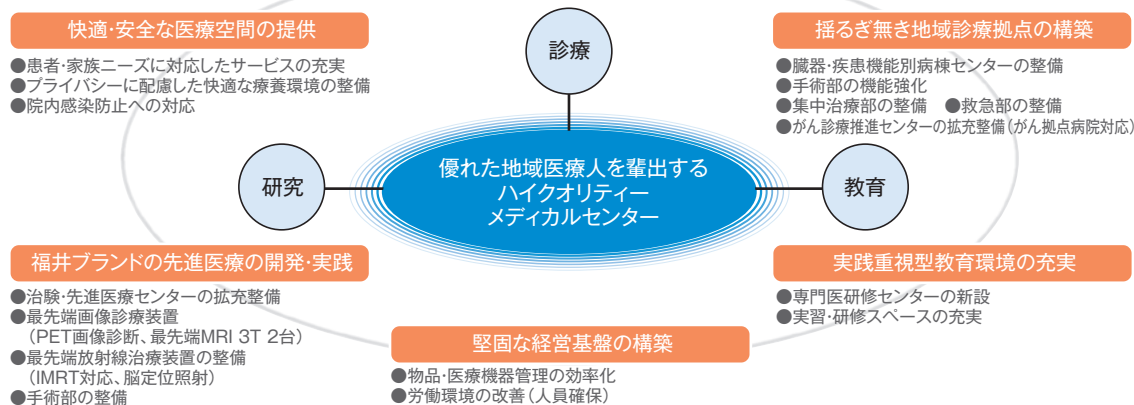 快適・安全な医療空間の提供
●患者・家族ニーズに対応したサービスの充実
●プライバシーに配慮した快適な療養環境の整備
●院内感染防止への対応
診療
揺るぎ無き地域診療拠点の構築
●臓器・疾患機能別病棟センターの整備
●手術部の機能強化
●集中治療部の整備 ●救急部の整備
●がん診療推進センターの拡充整備(がん拠点病院対応)
研究
優れた地域医療人を輩出する
ハイクオリティー
メディカルセンター
教育
福井ブランドの先進医療の開発・実践
●治験・先進医療センターの拡充整備
●最先端画像診療装置
(PET画像診断、最先端MRI 3T 2台)
●最先端放射線治療装置の整備
(IMRT対応、脳定位照射)
●手術部の整備
堅固な経営基盤の構築
●物品・医療機器管理の効率化
●労働環境の改善(人員確保)
実践重視型教育環境の充実
●専門医研修センターの新設
●実習・研修スペースの充実